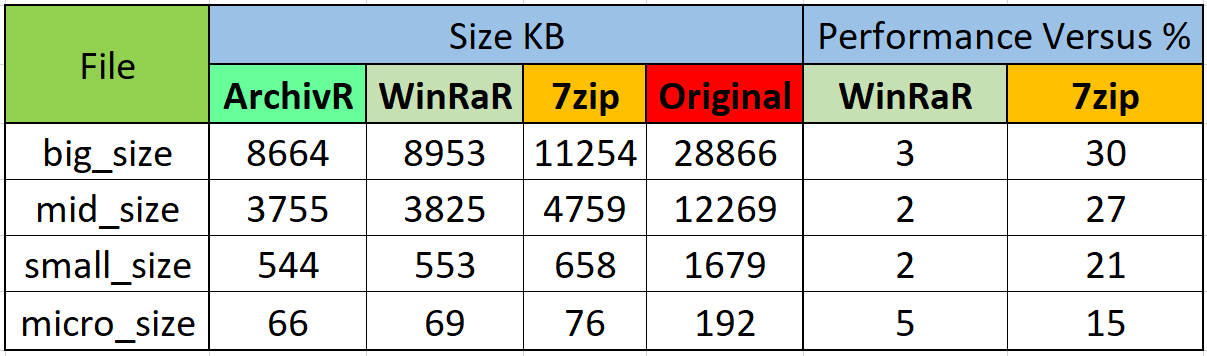 File Size KB Performance Versus %
ArchivR WinRaR 7zip Original WinRaR 7zip
big_size 8664 8953 11254 28866 3 30
mid_size 3755 3825 4759 12269 2 27
small_size 544 553 658 1679 2 21
micro_size 66 69 76 192 5 15